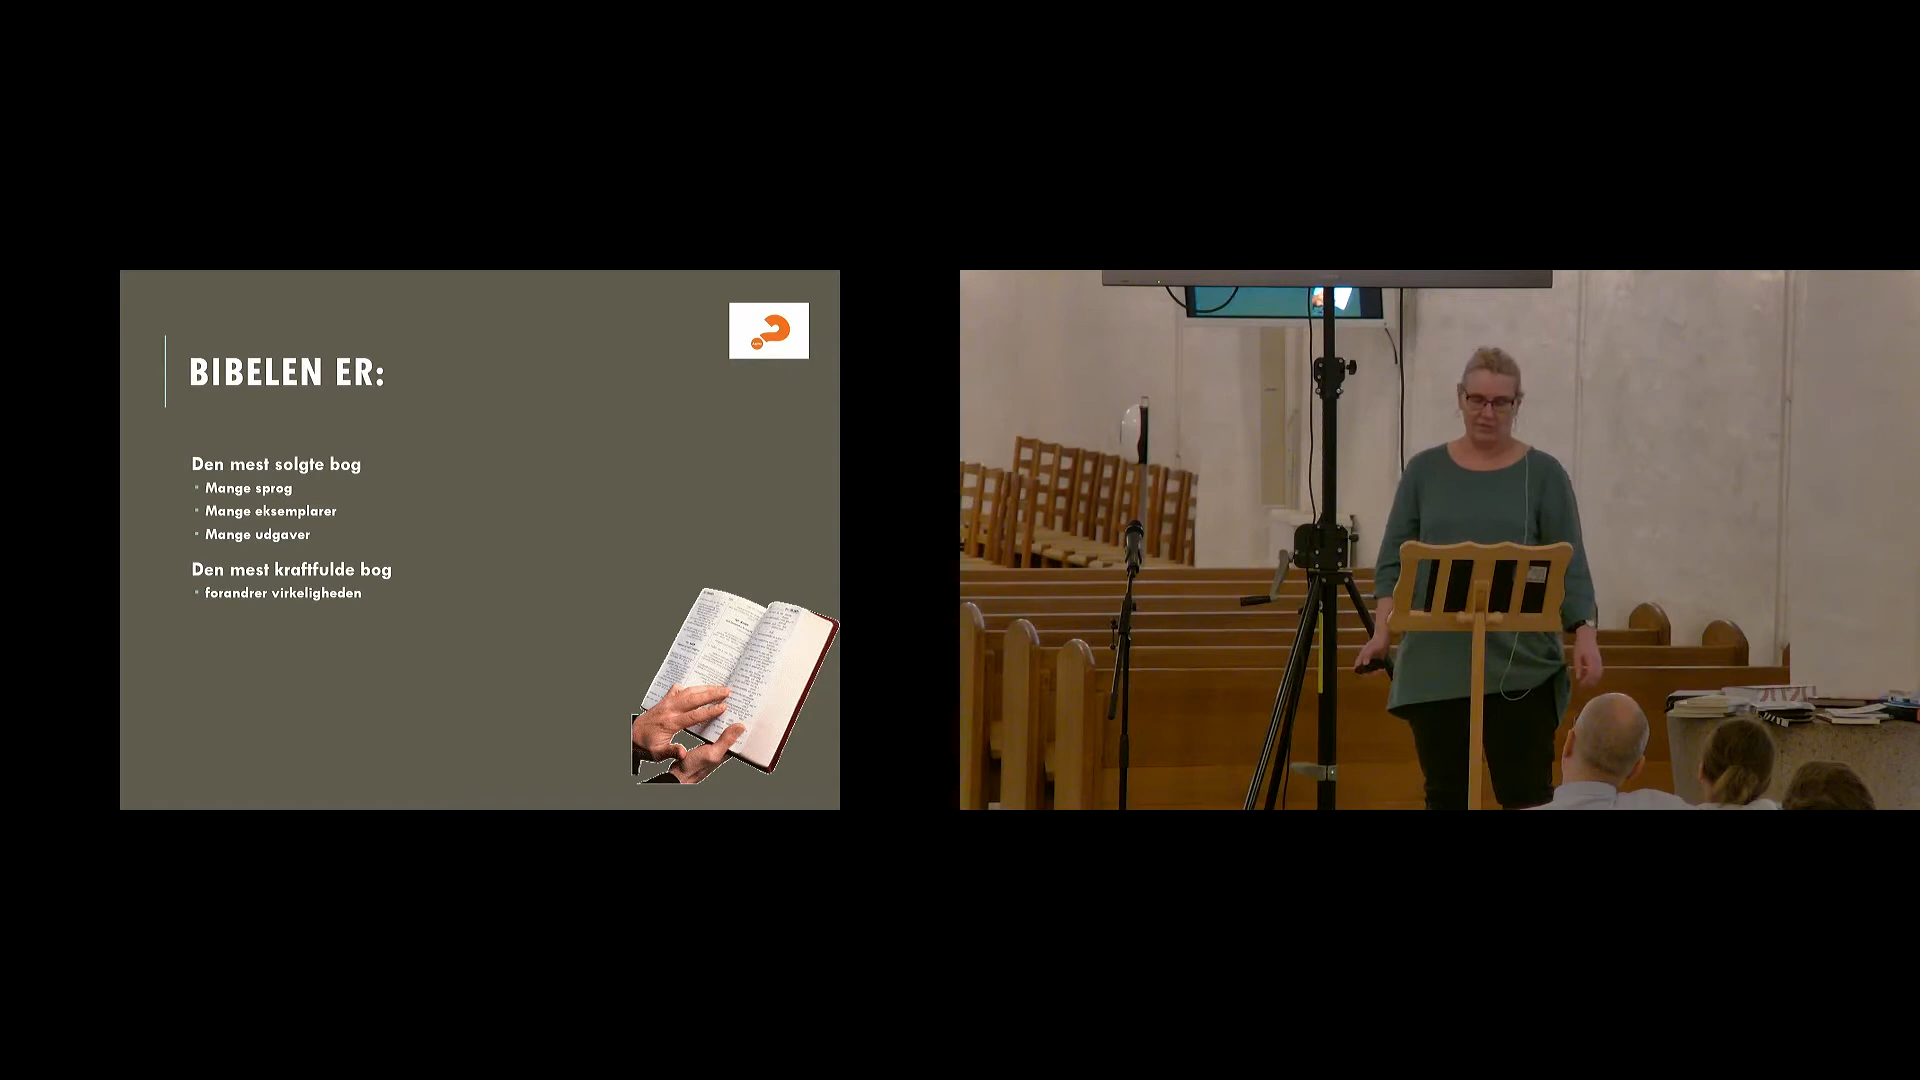 BIBELEN ER:
Den mest solgte bog
Mange sprog
Mange eksemplarer
Mange udgaver
Den mest kraftfulde bog
forandrer virkeligheden